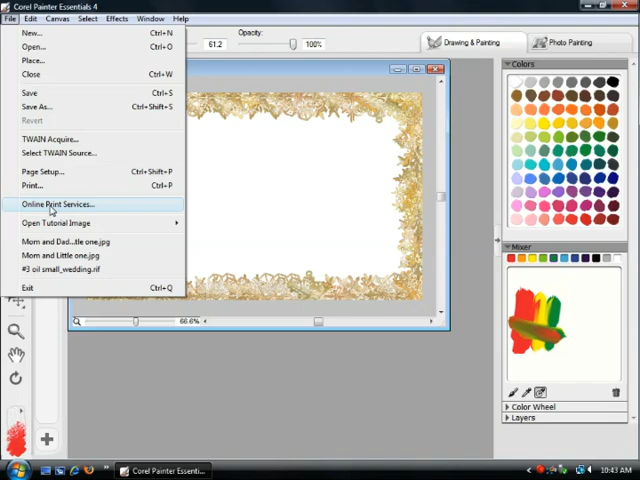 Corel Painter Essentials 4
File Edit Canvas Select Effects Window Help
New... Ctrl+N
Open... Ctrl+O
Place...
Close Ctrl+W
Save Ctrl+S
Save As... Ctrl+Shift+S
Revert
TWAIN Acquire...
Select TWAIN Source...
Page Setup... Ctrl+Shift+P
Print... Ctrl+P
Online Print Services...
Open Tutorial Image
Mom and Dad...tle one.jpg
Mom and Little one.jpg
#3 oil small_wedding.rif
Exit Ctrl+Q
61.2
Opacity:
100%
Drawing & Painting
Photo Painting
66.6%
Colors
Mixer
Color Wheel
Layers
Corel Painter Essenti...
10:43 AM